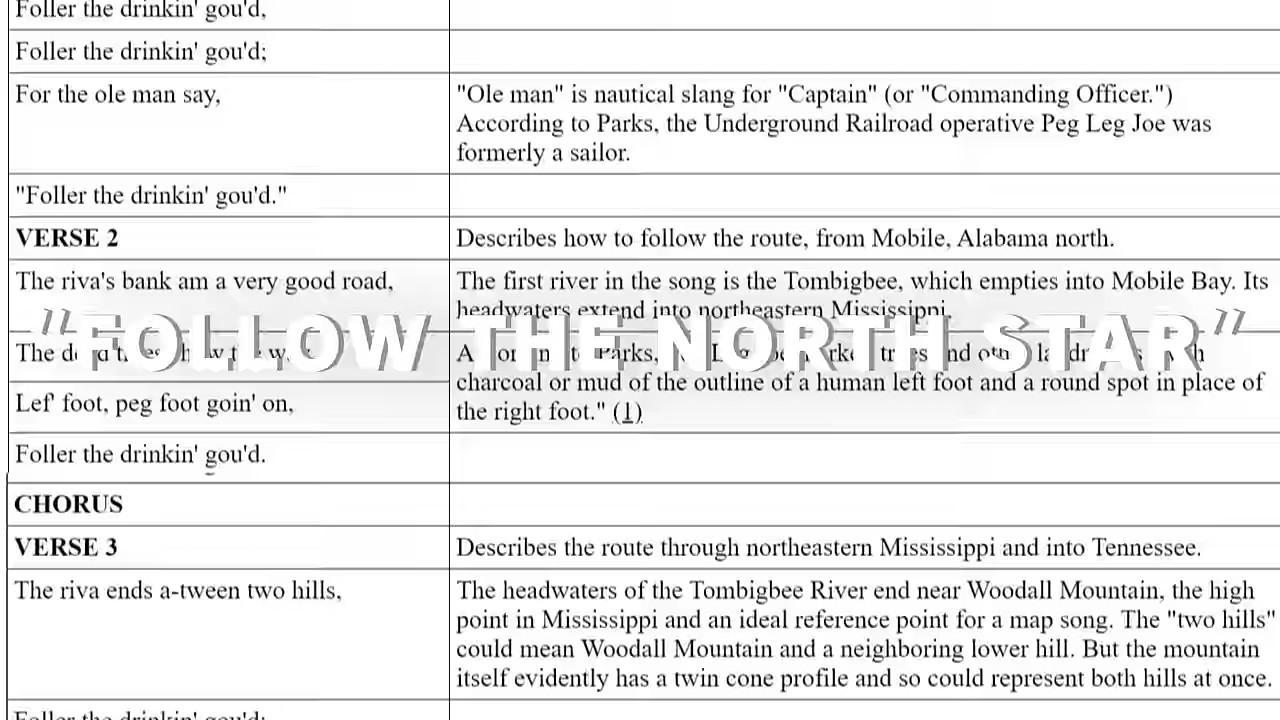 Foller the drinkin' gou'd,
Foller the drinkin' gou'd;
For the ole man say,
"Ole man" is nautical slang for "Captain" (or "Commanding Officer.")
According to Parks, the Underground Railroad operative Peg Leg Joe was
formerly a sailor.
"Foller the drinkin' gou'd."
VERSE 2
Describes how to follow the route, from Mobile, Alabama north.
The riva's bank am a very good road,
The first river in the song is the Tombigbee, which empties into Mobile Bay. Its
headwaters extend into northeastern Mississippi.
"FOLLOW THE NORTH STAR"
The
Parks,
charcoal or mud of the outline of a human left foot and a round spot in place of
the right foot." (1)
Lef' foot, peg foot goin' on,
Foller the drinkin' gou'd.
CHORUS
VERSE 3
Describes the route through northeastern Mississippi and into Tennessee.
The riva ends a-tween two hills,
The headwaters of the Tombigbee River end near Woodall Mountain, the high
point in Mississippi and an ideal reference point for a map song. The "two hills"
could mean Woodall Mountain and a neighboring lower hill. But the mountain
itself evidently has a twin cone profile and so could represent both hills at once.
Foller the drinkin' gou'd;